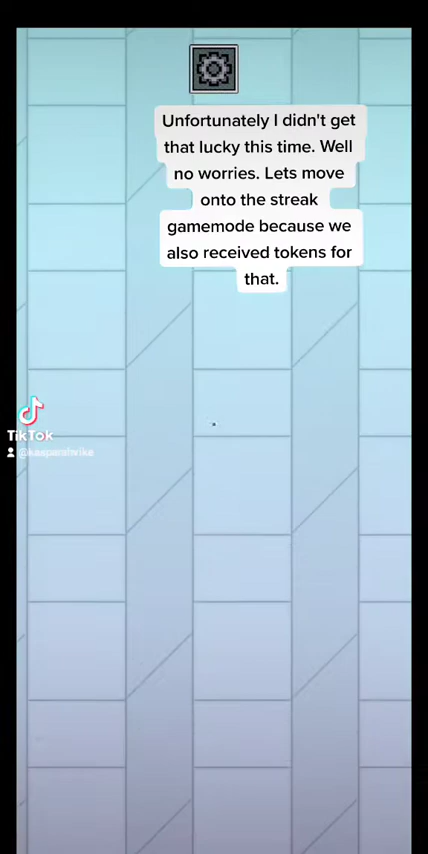 Unfortunately I didn't get
that lucky this time. Well
no worries. Lets move
onto the streak
gamemode because we
also received tokens for
that.
TikTok